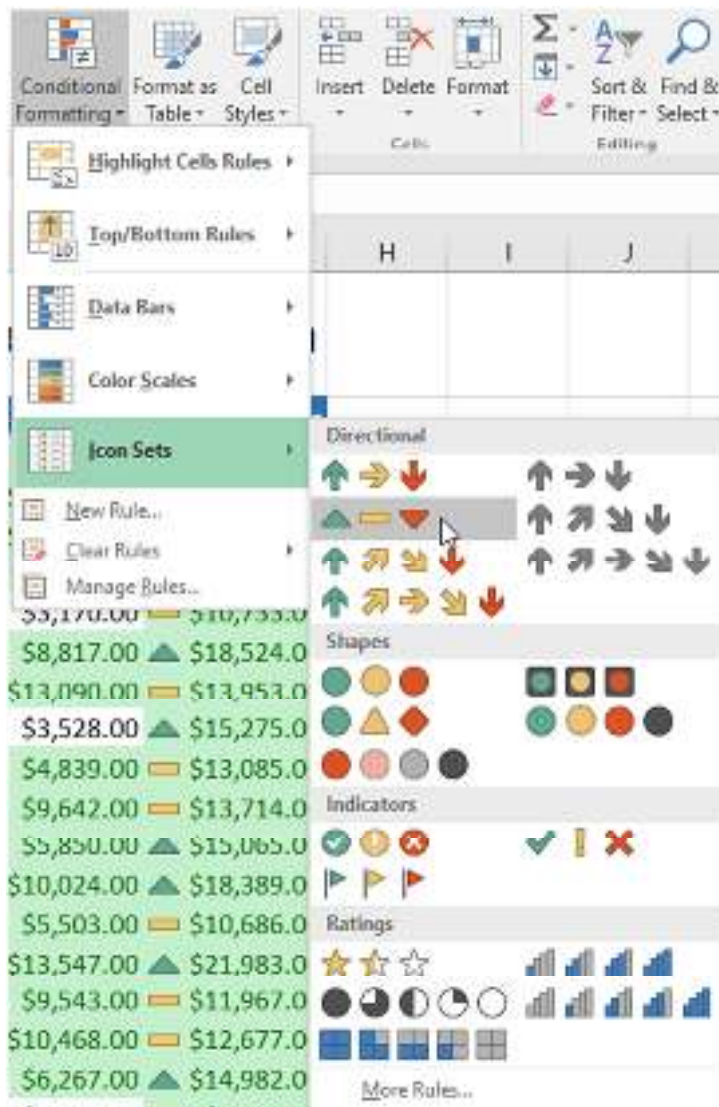 Conditional Formatting
Format as Table
Cell Styles
Insert
Delete
Format
Sort & Filter
Find & Select
Cells
Editing
Highlight Cells Rules
Top/Bottom Rules
Data Bars
Color Scales
Icon Sets
New Rule...
Clear Rules
Manage Rules...
H I J
Directional
Shapes
Indicators
Ratings
More Rules...
$3,170.00 $10,733.0
$8,817.00 $18,524.0
$13,090.00 $13,953.0
$3,528.00 $15,275.0
$4,839.00 $13,085.0
$9,642.00 $13,714.0
$5,850.00 $15,065.0
$10,024.00 $18,389.0
$5,503.00 $10,686.0
$13,547.00 $21,983.0
$9,543.00 $11,967.0
$10,468.00 $12,677.0
$6,267.00 $14,982.0